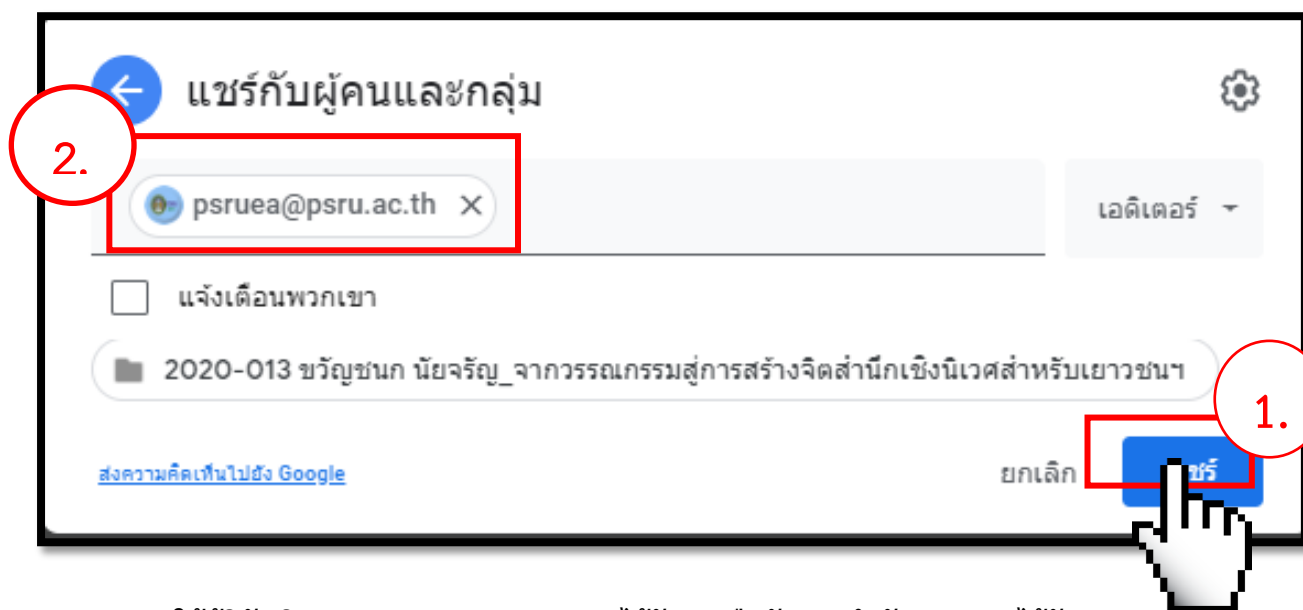 แชร์กับผู้คนและกลุ่ม
2.
psruea@psru.ac.th
เอดิเตอร์
แจ้งเตือนพวกเขา
2020-013 ขวัญชนก นัยจรัญ_จากวรรณกรรมสู่การสร้างจิตสำนึกเชิงนิเวศสำหรับเยาวชนฯ
1.
ส่งความคิดเห็นไปยัง Google
ยกเลิก